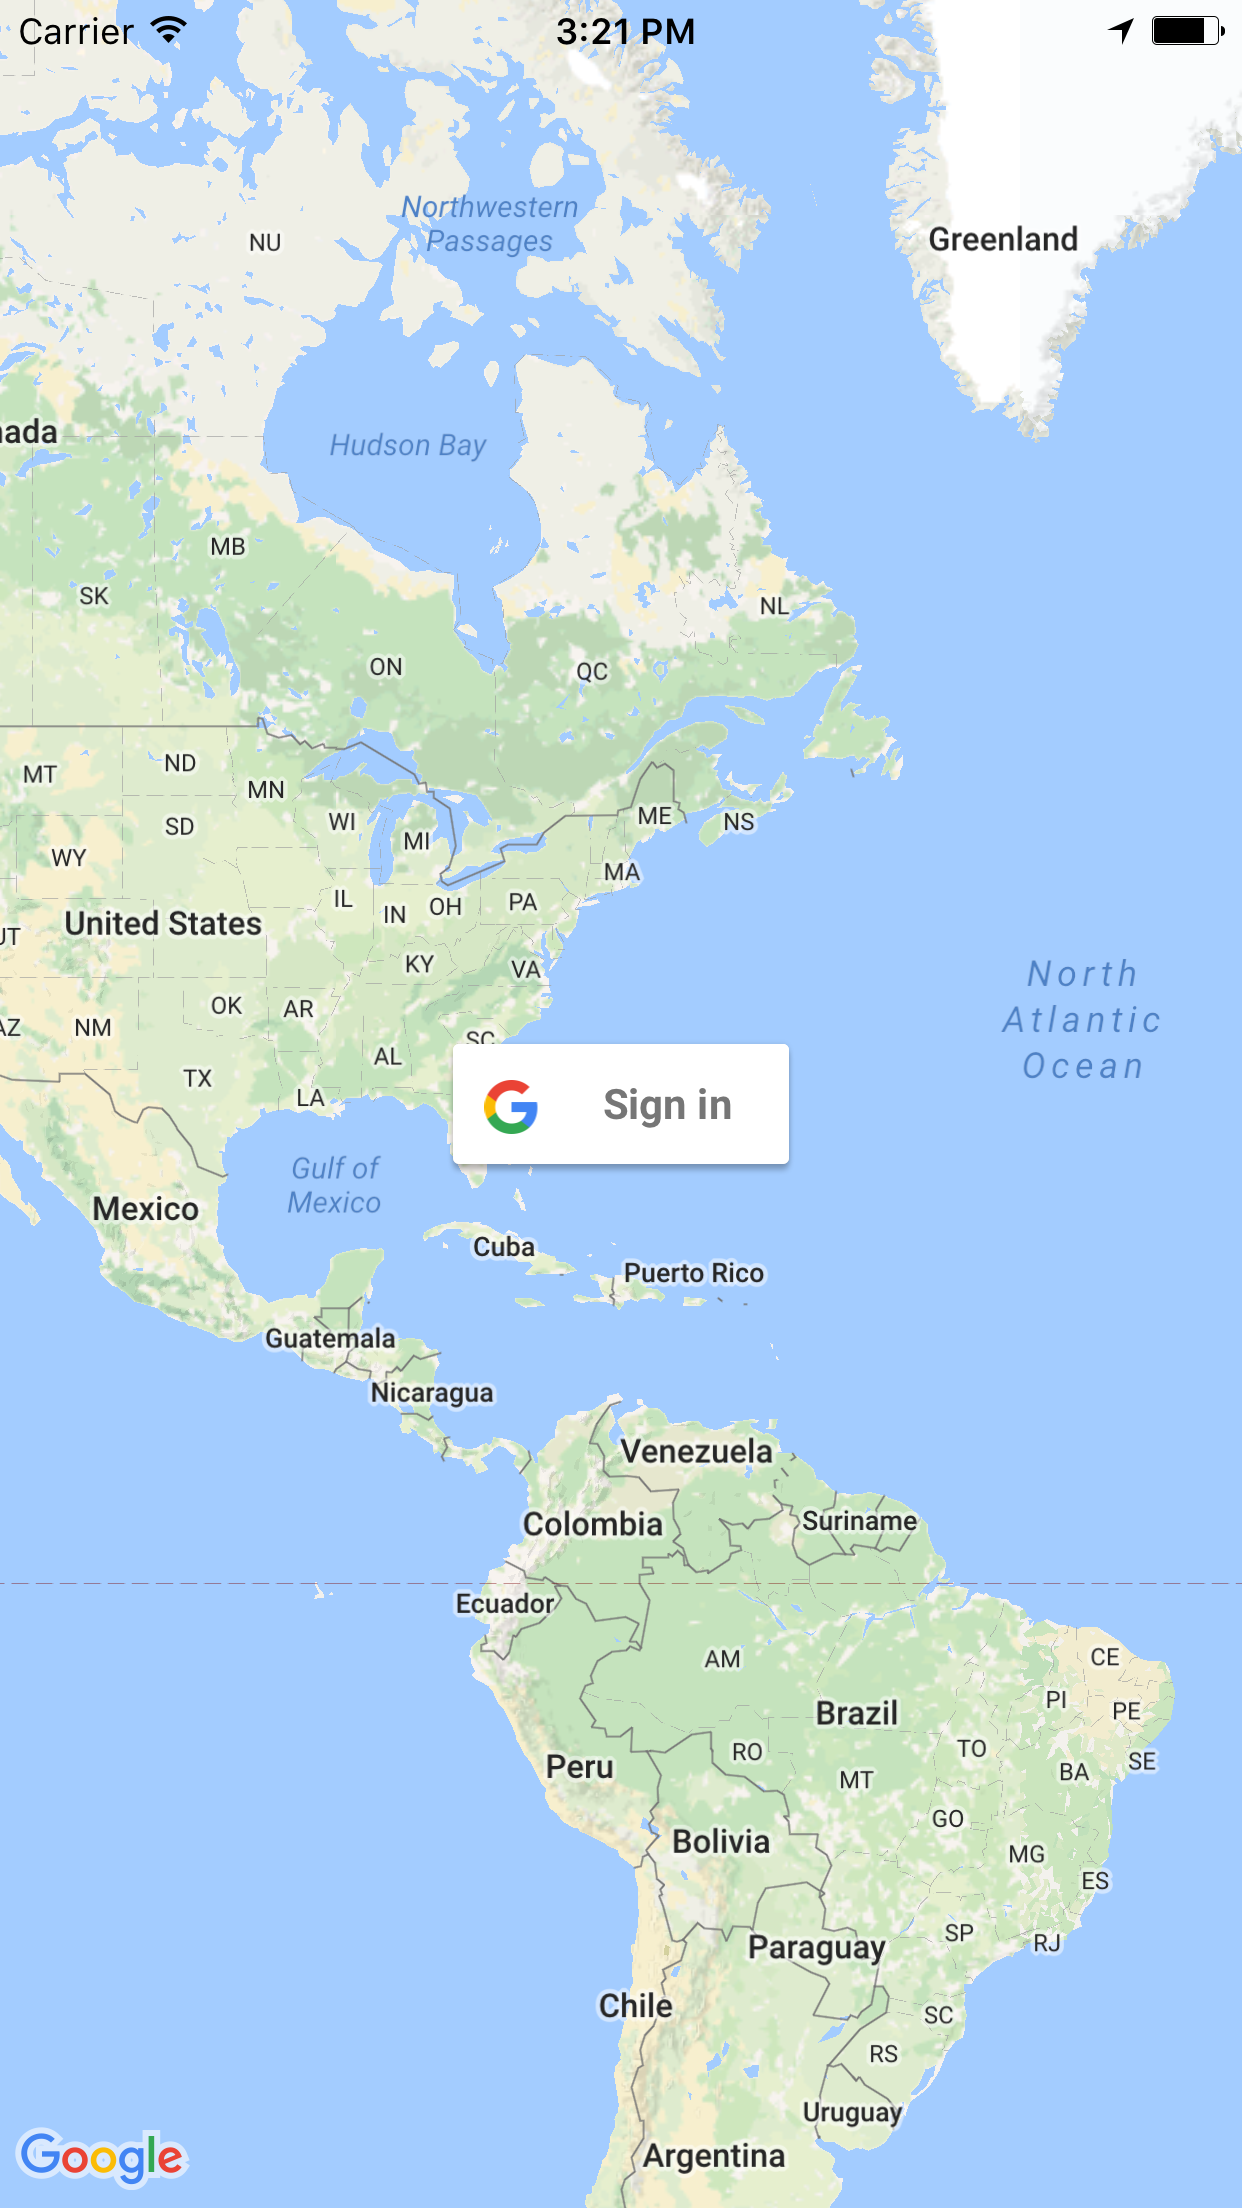 Carrier 3:21 PM
Northwestern
Passages
NU
Greenland
nada
Hudson Bay
MB
SK
NL
ON
QC
ND
MT
MN
SD
WI
ME
NS
MI
WY
MA
IL
IN
OH
PA
United States
UT
KY
VA
North
Atlantic
Ocean
OK
AR
AZ
NM
SC
AL
TX
LA
Sign in
Gulf of
Mexico
Mexico
Cuba
Puerto Rico
Guatemala
Nicaragua
Venezuela
Colombia
Suriname
Ecuador
AM
CE
PI
PE
Brazil
RO
TO
SE
Peru
MT
BA
GO
Bolivia
MG
ES
SP
RJ
Paraguay
Chile
SC
RS
Uruguay
Google
Argentina